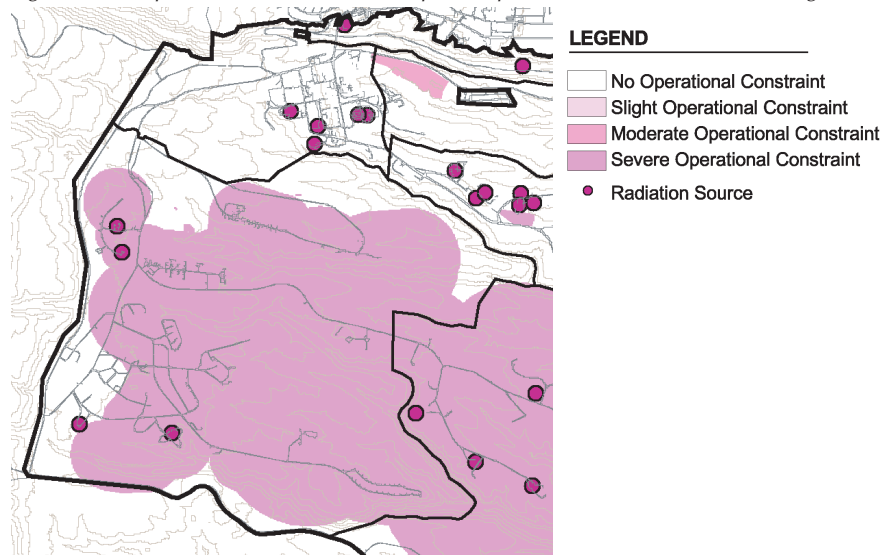 LEGEND
No Operational Constraint
Slight Operational Constraint
Moderate Operational Constraint
Severe Operational Constraint
Radiation Source